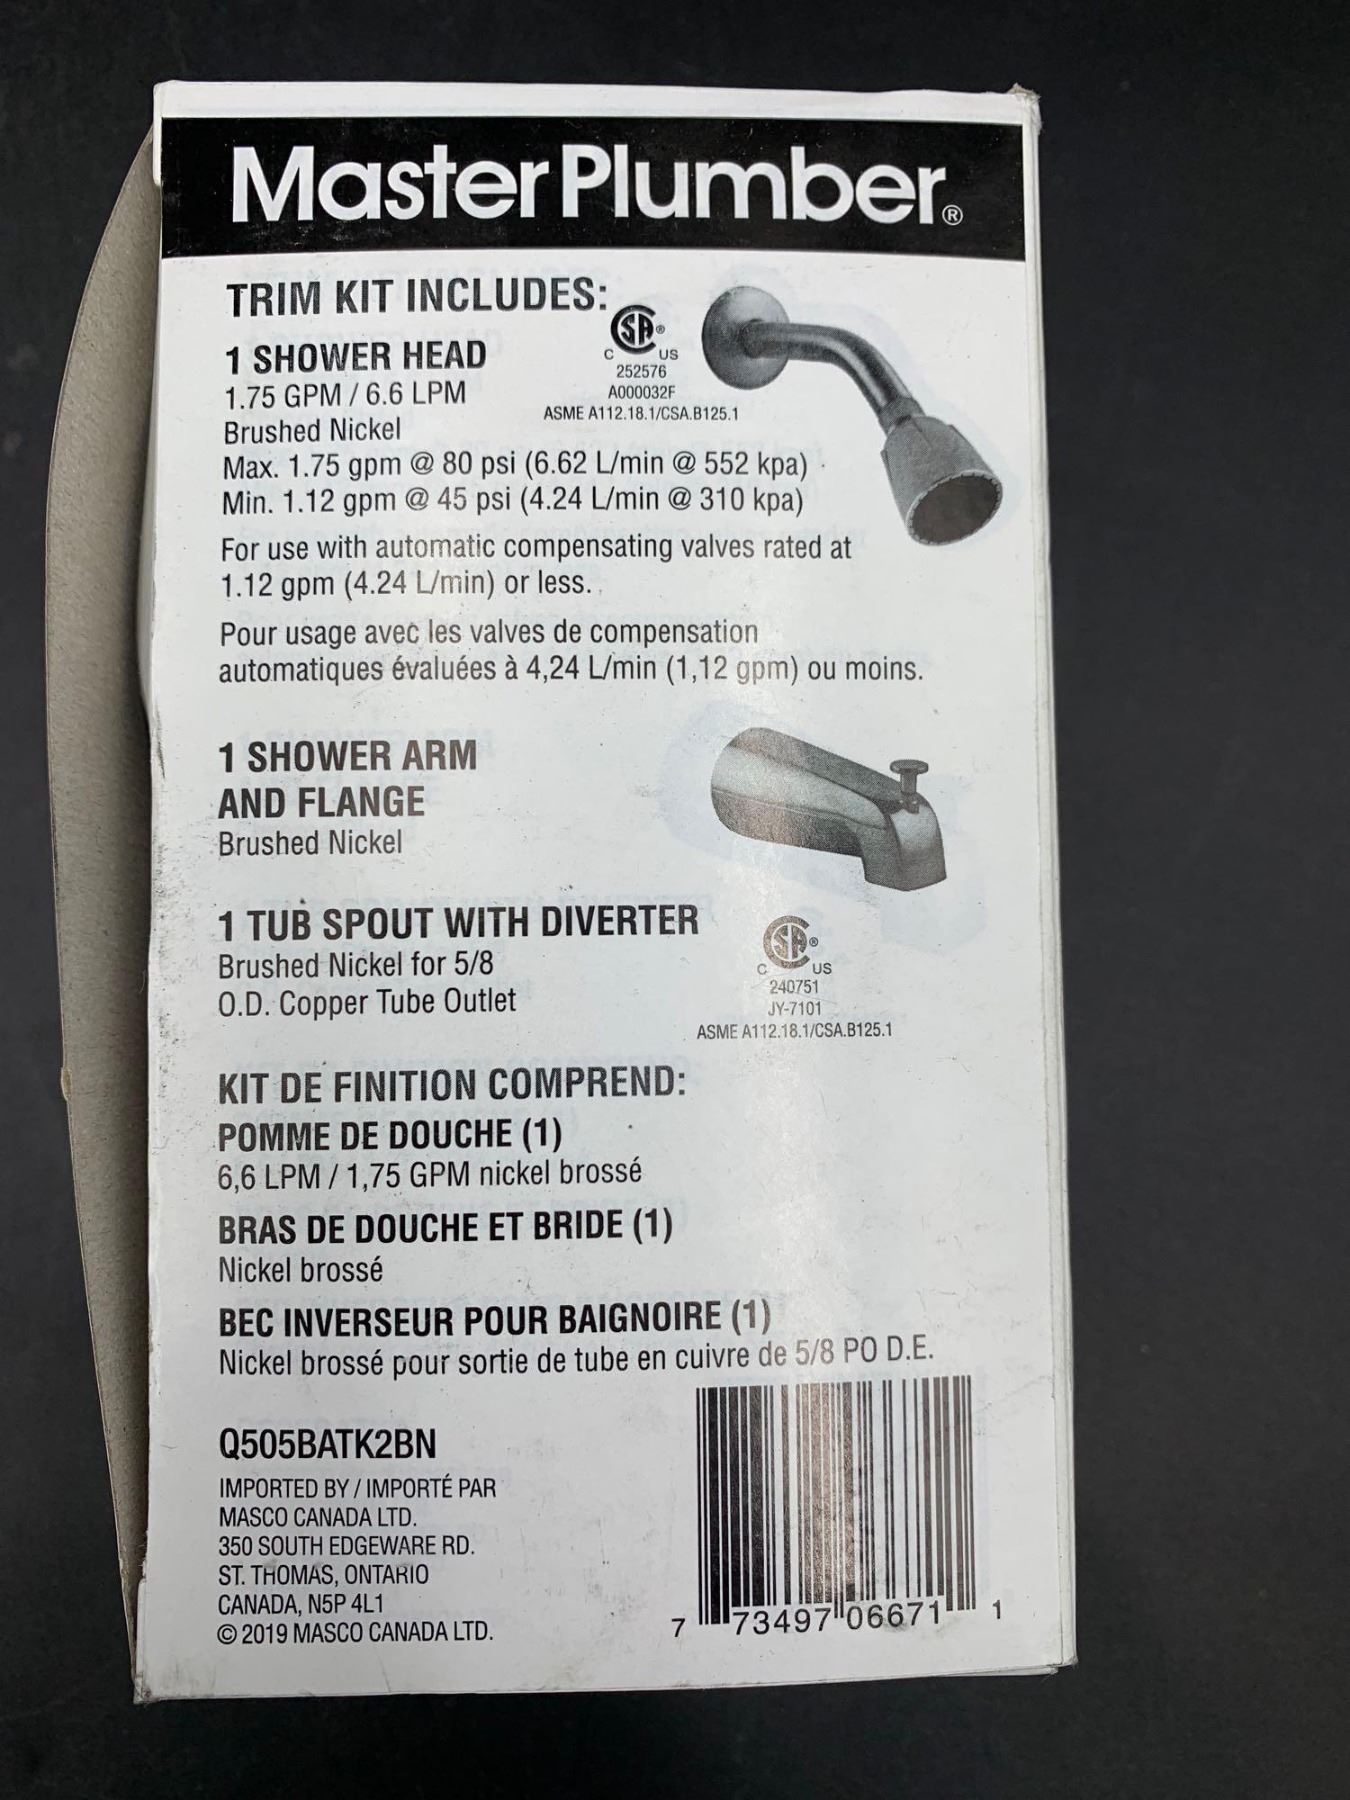 Master Plumber®
TRIM KIT INCLUDES:
1 SHOWER HEAD
1.75 GPM / 6.6 LPM
Brushed Nickel
Max. 1.75 gpm @ 80 psi (6.62 L/min @ 552 kpa)
Min. 1.12 gpm @ 45 psi (4.24 L/min @ 310 kpa)
SA®
C US
252576
A000032F
ASME A112.18.1/CSA.B125.1
For use with automatic compensating valves rated at
1.12 gpm (4.24 L/min) or less.
Pour usage avec les valves de compensation
automatiques évaluées à 4,24 L/min (1,12 gpm) ou moins.
1 SHOWER ARM
AND FLANGE
Brushed Nickel
1 TUB SPOUT WITH DIVERTER
Brushed Nickel for 5/8
O.D. Copper Tube Outlet
SA®
C US
240751
JY-7101
ASME A112.18.1/CSA.B125.1
KIT DE FINITION COMPREND:
POMME DE DOUCHE (1)
6,6 LPM / 1,75 GPM nickel brossé
BRAS DE DOUCHE ET BRIDE (1)
Nickel brossé
BEC INVERSEUR POUR BAIGNOIRE (1)
Nickel brossé pour sortie de tube en cuivre de 5/8 PO D.E.
Q505BATK2BN
IMPORTED BY / IMPORTÉ PAR
MASCO CANADA LTD.
350 SOUTH EDGEWARE RD.
ST. THOMAS, ONTARIO
CANADA, N5P 4L1
© 2019 MASCO CANADA LTD.
7 73497 06671 1